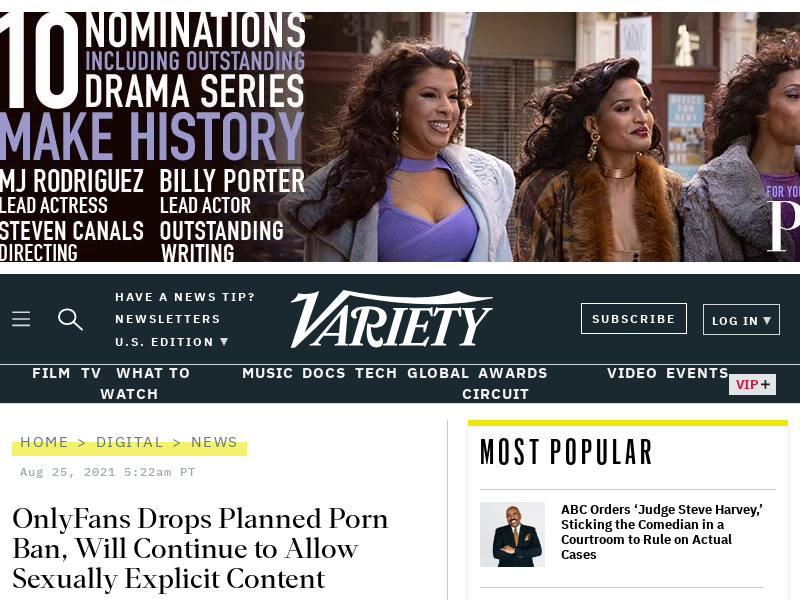 10 NOMINATIONS
INCLUDING OUTSTANDING
DRAMA SERIES
MAKE HISTORY
MJ RODRIGUEZ
LEAD ACTRESS
BILLY PORTER
LEAD ACTOR
STEVEN CANALS
DIRECTING
OUTSTANDING
WRITING
OFFICE
FOR
RENT
FOR YOU
P
HAVE A NEWS TIP?
NEWSLETTERS
U.S. EDITION ▼
VARIETY
SUBSCRIBE
LOG IN ▼
FILM TV WHAT TO WATCH MUSIC DOCS TECH GLOBAL AWARDS CIRCUIT VIDEO EVENTS
VIP+
HOME > DIGITAL > NEWS
Aug 25, 2021 5:22am PT
OnlyFans Drops Planned Porn
Ban, Will Continue to Allow
Sexually Explicit Content
MOST POPULAR
ABC Orders ‘Judge Steve Harvey,’
Sticking the Comedian in a
Courtroom to Rule on Actual
Cases